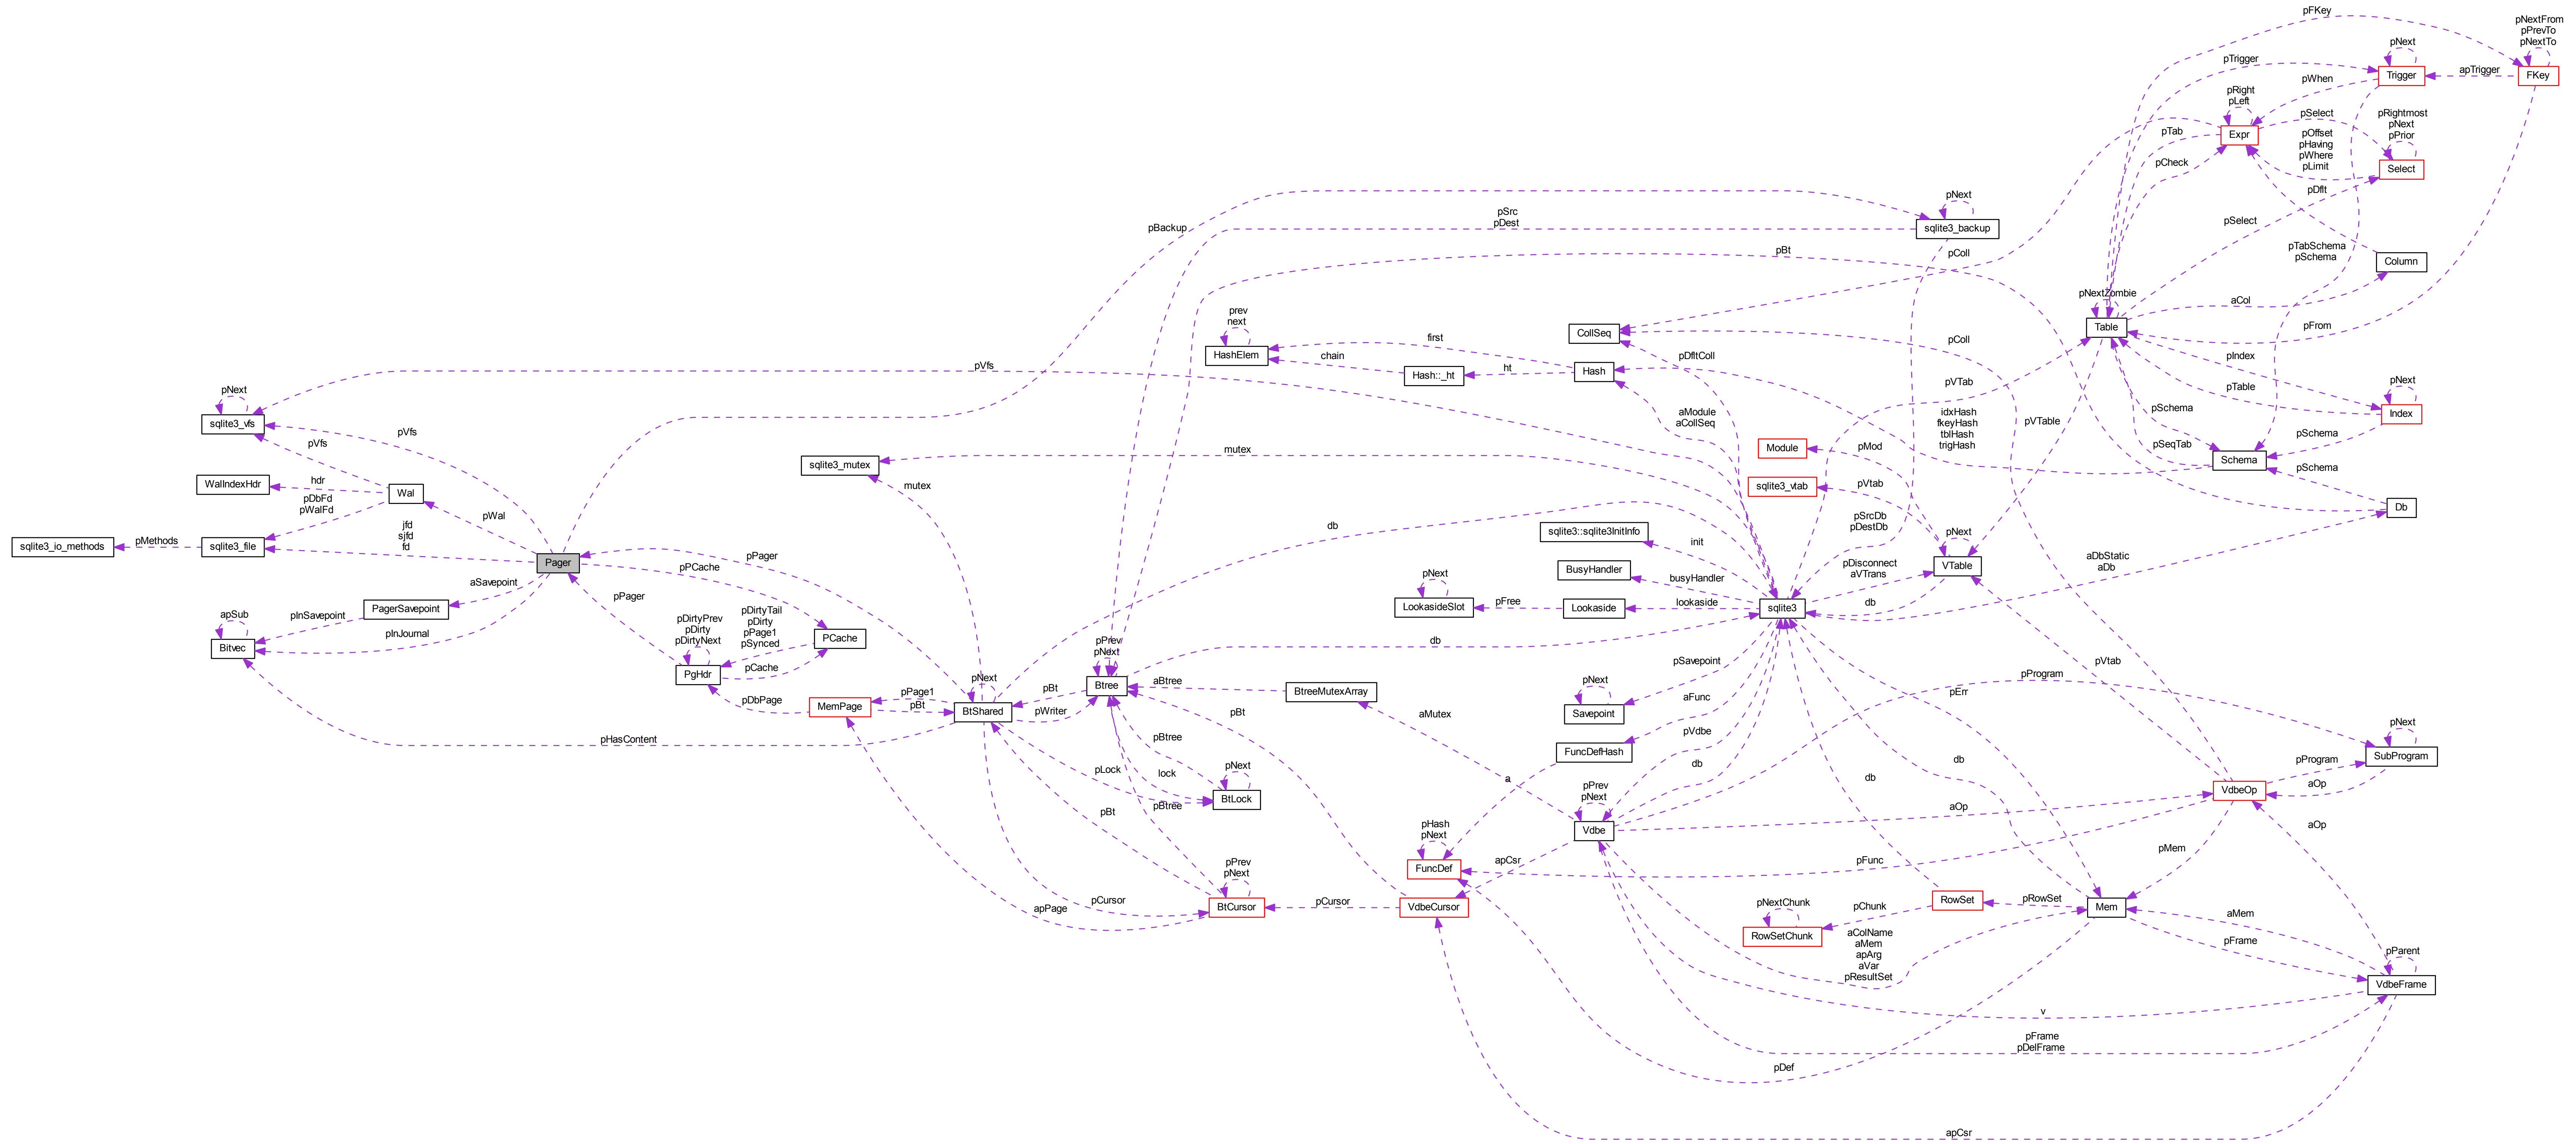 pFKey
pNextFrom
pPrevTo
pNextTo
pNext
pTrigger
Trigger
apTrigger
FKey
pWhen
pRight
pLeft
pSelect
pRightmost
pNext
pPrior
Expr
pTab
pOffset
pHaving
pWhere
pLimit
pCheck
Select
pDflt
pNext
pSrc
pDest
pBackup
sqlite3_backup
pSelect
pBt
pColl
pTabSchema
pSchema
Column
aCol
pNextZombie
Table
pFrom
prev
next
first
CollSeq
pColl
HashElem
chain
pDfltColl
Hash::_ht
ht
Hash
pIndex
pVfs
pVTab
pTable
pNext
pNext
sqlite3_vfs
pVfs
pVfs
aModule
aCollSeq
idxHash
fkeyHash
tblHash
trigHash
pSchema
Index
pVTable
pSeqTab
pSchema
Module
pMod
mutex
sqlite3_mutex
mutex
Schema
pSchema
WalIndexHdr
hdr
Wal
sqlite3_vtab
pVtab
Db
pDbFd
pWalFd
pWal
jfd
sjfd
fd
db
sqlite3::sqlite3InitInfo
init
pSrcDb
pDestDb
sqlite3_io_methods
pMethods
sqlite3_file
Pager
pPager
pPCache
BusyHandler
busyHandler
pDisconnect
aVTrans
pNext
VTable
aDbStatic
aDb
aSavepoint
pPager
pNext
LookasideSlot
pFree
Lookaside
lookaside
sqlite3
db
PagerSavepoint
pInSavepoint
apSub
Bitvec
pInJournal
pDirtyPrev
pDirty
pDirtyNext
pDirtyTail
pDirty
pPage1
pSynced
PCache
PgHdr
pCache
db
pPrev
pNext
Btree
aBtree
BtreeMutexArray
pSavepoint
pVtab
pProgram
pErr
pDbPage
MemPage
pPage1
pBt
pNext
BtShared
pBt
pWriter
pBt
aMutex
pNext
Savepoint
aFunc
pHasContent
pBtree
pLock
lock
FuncDefHash
pVdbe
db
db
db
pNext
SubProgram
pProgram
aOp
VdbeOp
pNext
BtLock
pBtree
pBt
a
pPrev
pNext
Vdbe
aOp
aOp
pHash
pNext
FuncDef
apCsr
pFunc
pMem
pPrev
pNext
BtCursor
apPage
pCursor
pCursor
VdbeCursor
RowSet
pRowSet
Mem
pNextChunk
RowSetChunk
pChunk
aMem
pFrame
aColName
aMem
apArg
aVar
pResultSet
pParent
VdbeFrame
v
pFrame
pDelFrame
pDef
apCsr